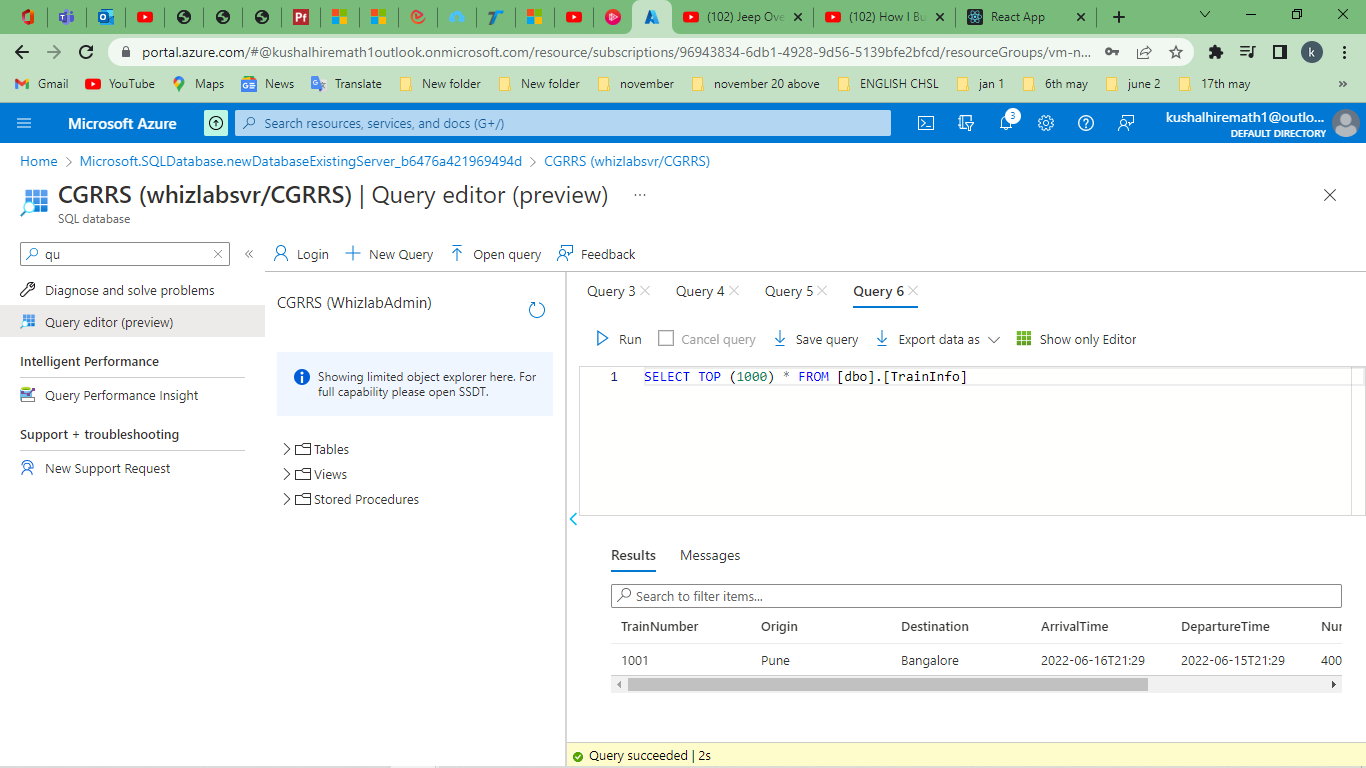 (102) Jeep Ove
(102) How I Bu
React App
portal.azure.com/#@kushalhiremath1outlook.onmicrosoft.com/resource/subscriptions/96943834-6db1-4928-9d56-5139bfe2bfcd/resourceGroups/vm-n...
k
Gmail
YouTube
Maps
News
Translate
New folder
New folder
november
november 20 above
ENGLISH CHSL
jan 1
6th may
june 2
17th may
»
Microsoft Azure
Search resources, services, and docs (G+/)
3
kushalhiremath1@outlo...
DEFAULT DIRECTORY
Home > Microsoft.SQLDatabase.newDatabaseExistingServer_b6476a421969494d > CGRRS (whizlabsvr/CGRRS)
CGRRS (whizlabsvr/CGRRS) | Query editor (preview) ...
SQL database
qu
«
Login
New Query
Open query
Feedback
Diagnose and solve problems
Query editor (preview)
Intelligent Performance
Query Performance Insight
Support + troubleshooting
New Support Request
CGRRS (WhizlabAdmin)
Showing limited object explorer here. For
full capability please open SSDT.
Tables
Views
Stored Procedures
Query 3
Query 4
Query 5
Query 6
Run
Cancel query
Save query
Export data as
Show only Editor
1 SELECT TOP (1000) * FROM [dbo].[TrainInfo]
Results
Messages
Search to filter items...
TrainNumber Origin Destination ArrivalTime DepartureTime Nur
1001 Pune Bangalore 2022-06-16T21:29 2022-06-15T21:29 400
Query succeeded | 2s